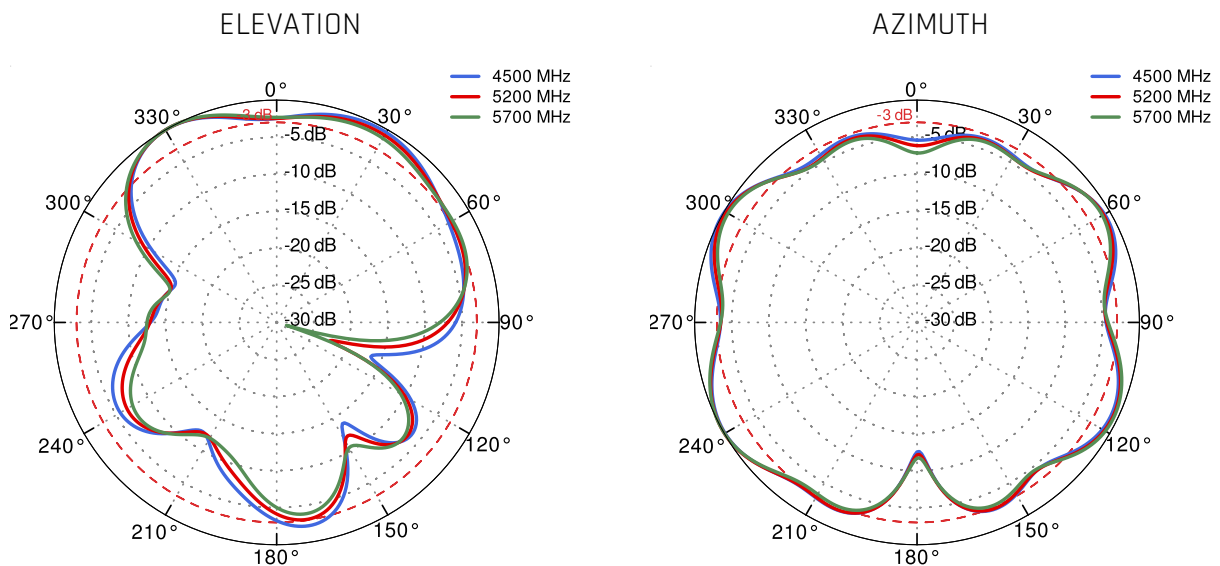 ELEVATION
4500 MHz
5200 MHz
5700 MHz
0°
330°
-3 dB
30°
-5 dB
-10 dB
300°
60°
-15 dB
-20 dB
-25 dB
270°
-30 dB
90°
240°
120°
210°
150°
180°
AZIMUTH
4500 MHz
5200 MHz
5700 MHz
0°
330°
-3 dB
30°
-5 dB
-10 dB
300°
60°
-15 dB
-20 dB
-25 dB
270°
-30 dB
90°
240°
120°
210°
150°
180°